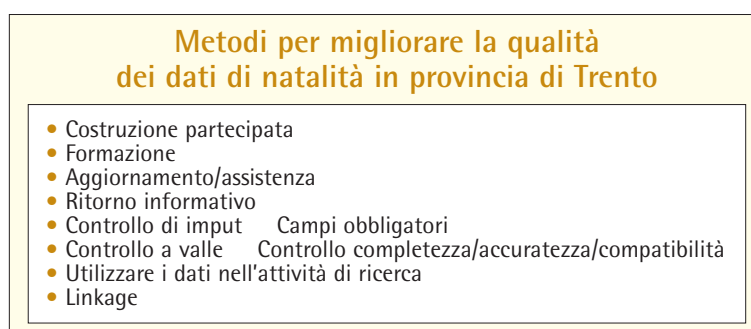 Metodi per migliorare la qualità
dei dati di natalità in provincia di Trento
• Costruzione partecipata
• Formazione
• Aggiornamento/assistenza
• Ritorno informativo
• Controllo di imput Campi obbligatori
• Controllo a valle Controllo completezza/accuratezza/compatibilità
• Utilizzare i dati nell'attività di ricerca
• Linkage